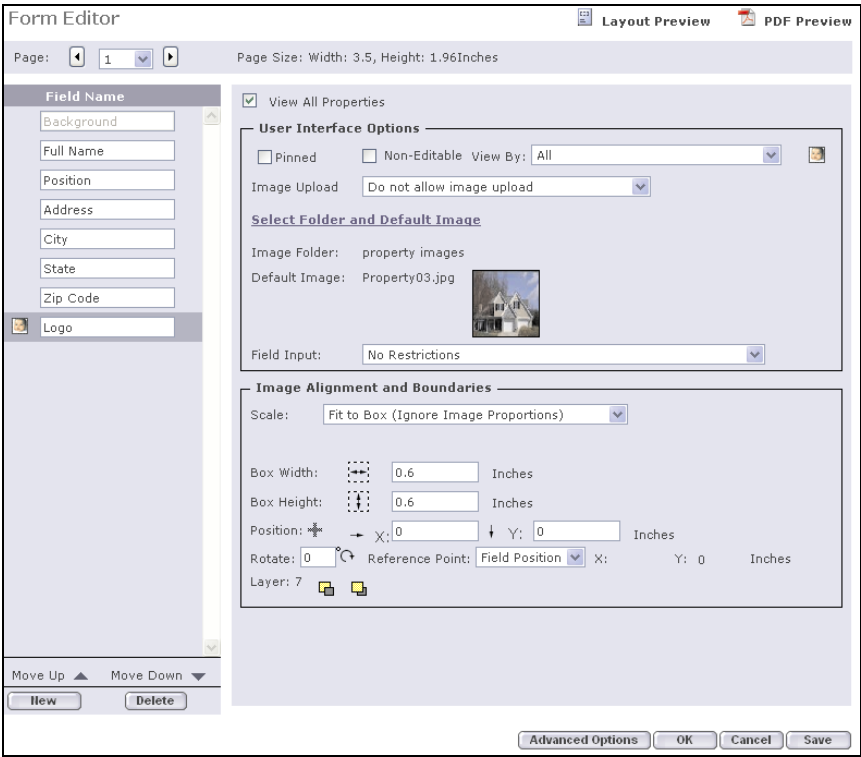 Form Editor
Layout Preview
PDF Preview
Page:
1
Page Size: Width: 3.5, Height: 1.96Inches
Field Name
Background
Full Name
Position
Address
City
State
Zip Code
Logo
Move Up
Move Down
New
Delete
View All Properties
User Interface Options
Pinned
Non-Editable
View By: All
Image Upload
Do not allow image upload
Select Folder and Default Image
Image Folder: property images
Default Image: Property03.jpg
Field Input: No Restrictions
Image Alignment and Boundaries
Scale: Fit to Box (Ignore Image Proportions)
Box Width: 0.6 Inches
Box Height: 0.6 Inches
Position: X: 0 Y: 0 Inches
Rotate: 0 ° Reference Point: Field Position X: Y: 0 Inches
Layer: 7
Advanced Options
OK
Cancel
Save